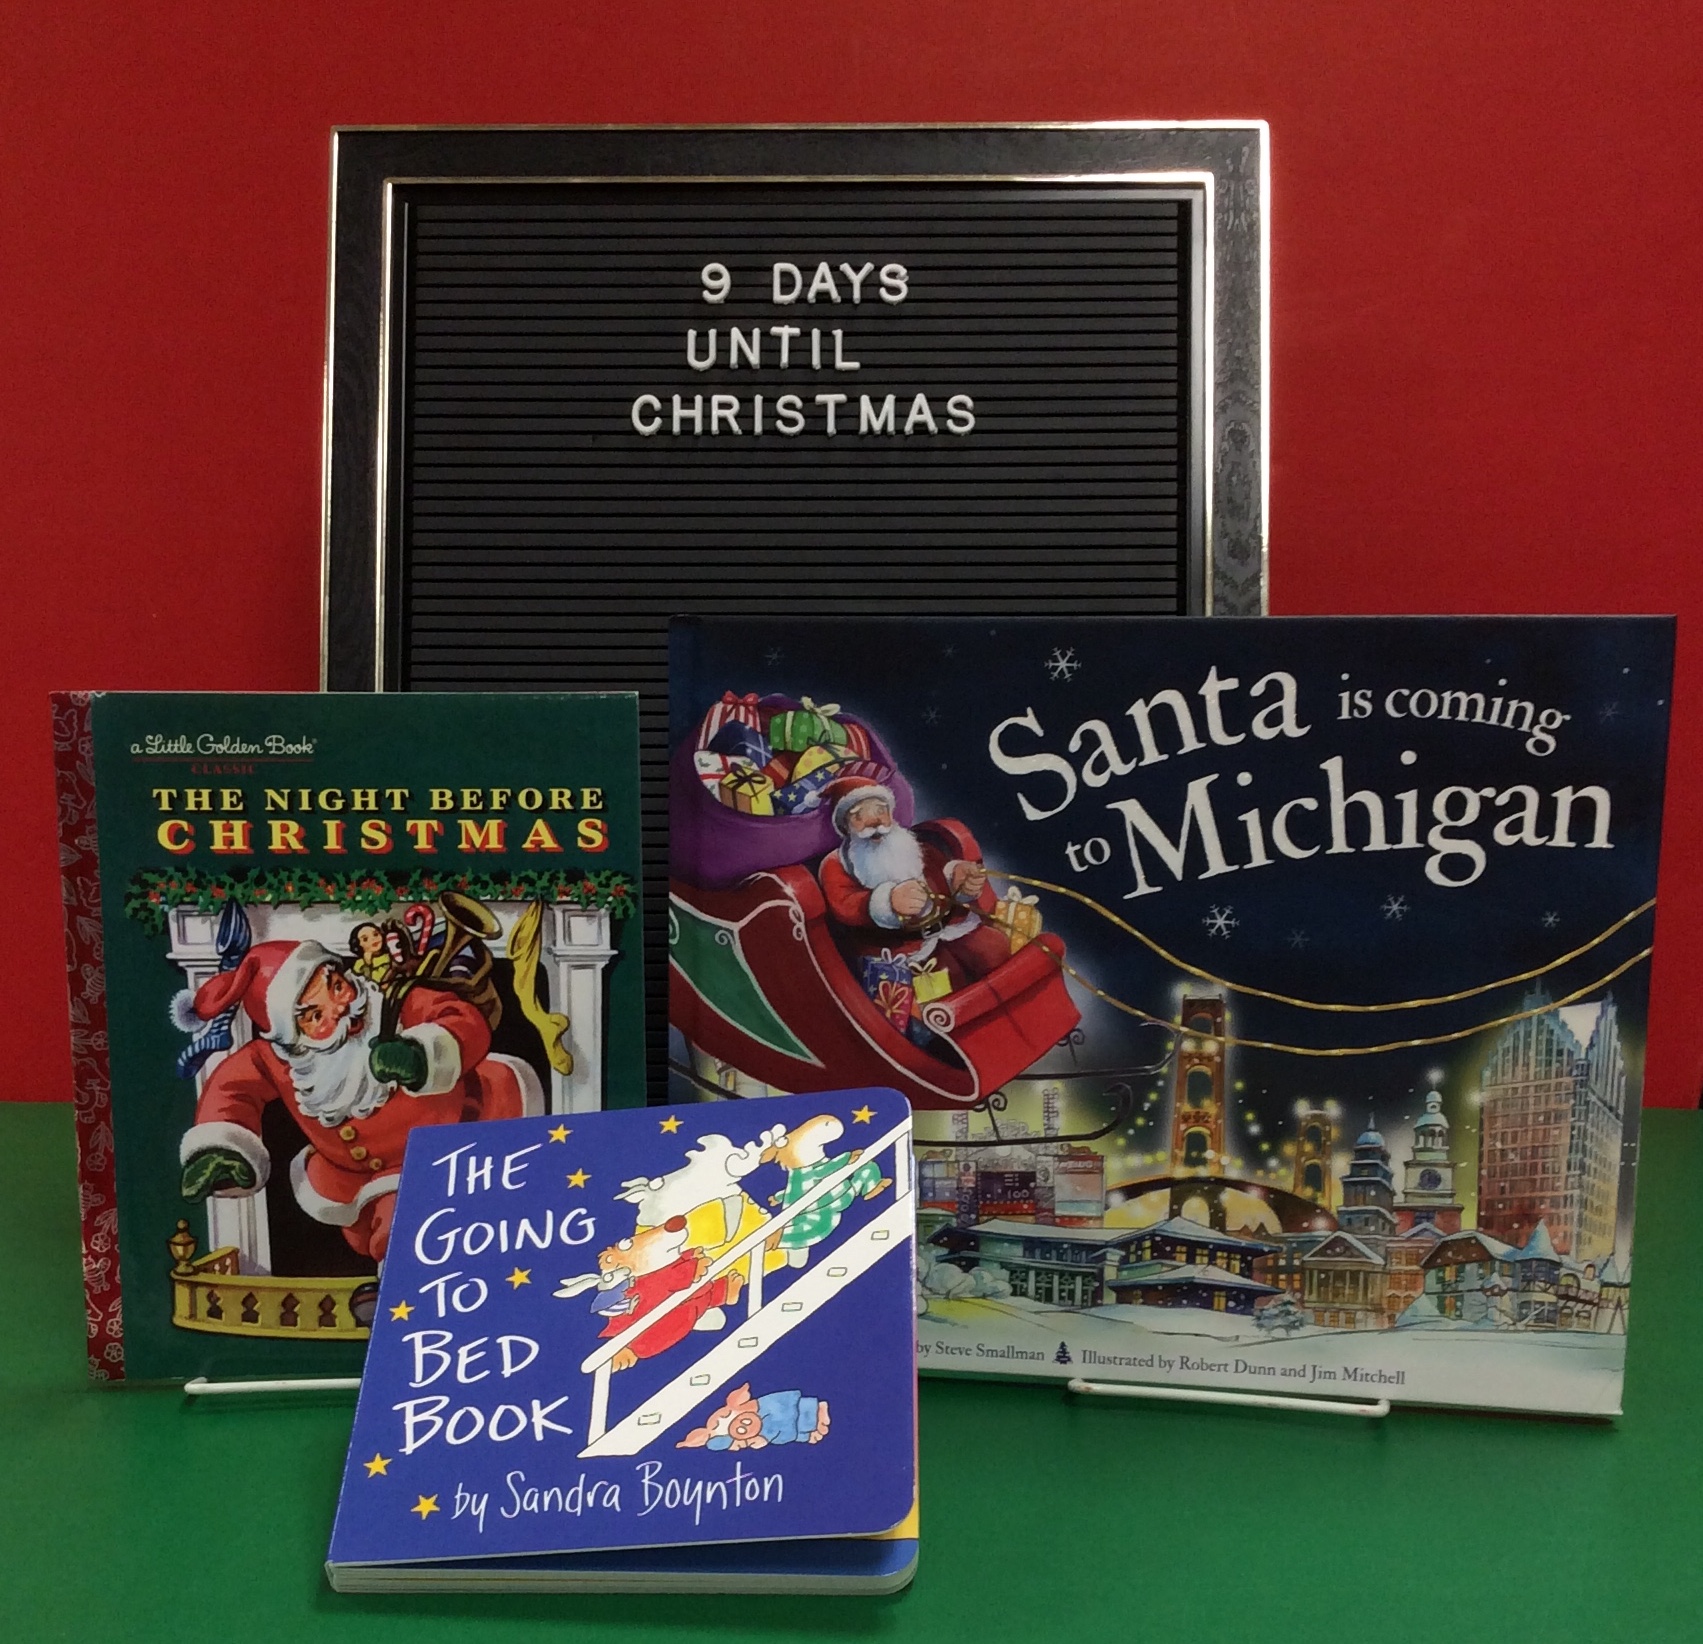 9 DAYS
UNTIL
CHRISTMAS
a Little Golden Book®
CLASSIC
THE NIGHT BEFORE
CHRISTMAS
Santa is coming
to Michigan
by Steve Smallman Illustrated by Robert Dunn and Jim Mitchell
THE
GOING
TO
BED
BOOK
by Sandra Boynton